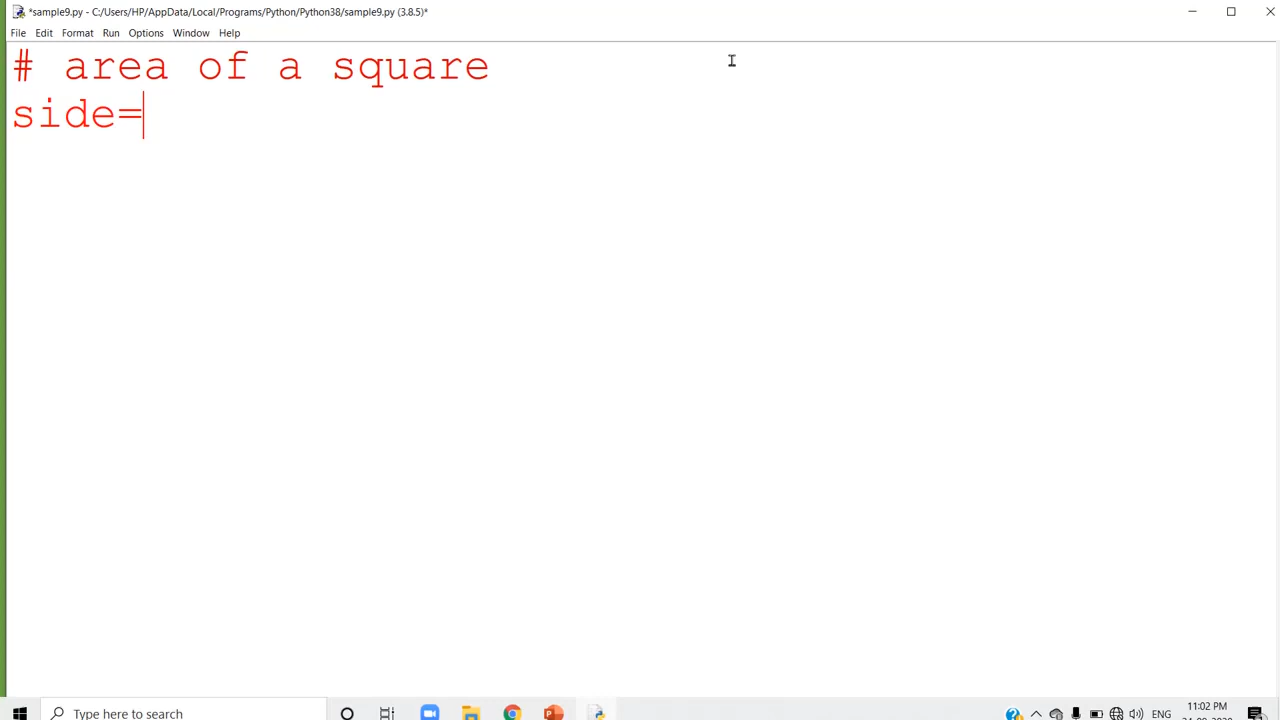 *sample9.py - C:/Users/HP/AppData/Local/Programs/Python/Python38/sample9.py (3.8.5)*
File Edit Format Run Options Window Help
# area of a square
side=
Type here to search
ENG
11:02 PM